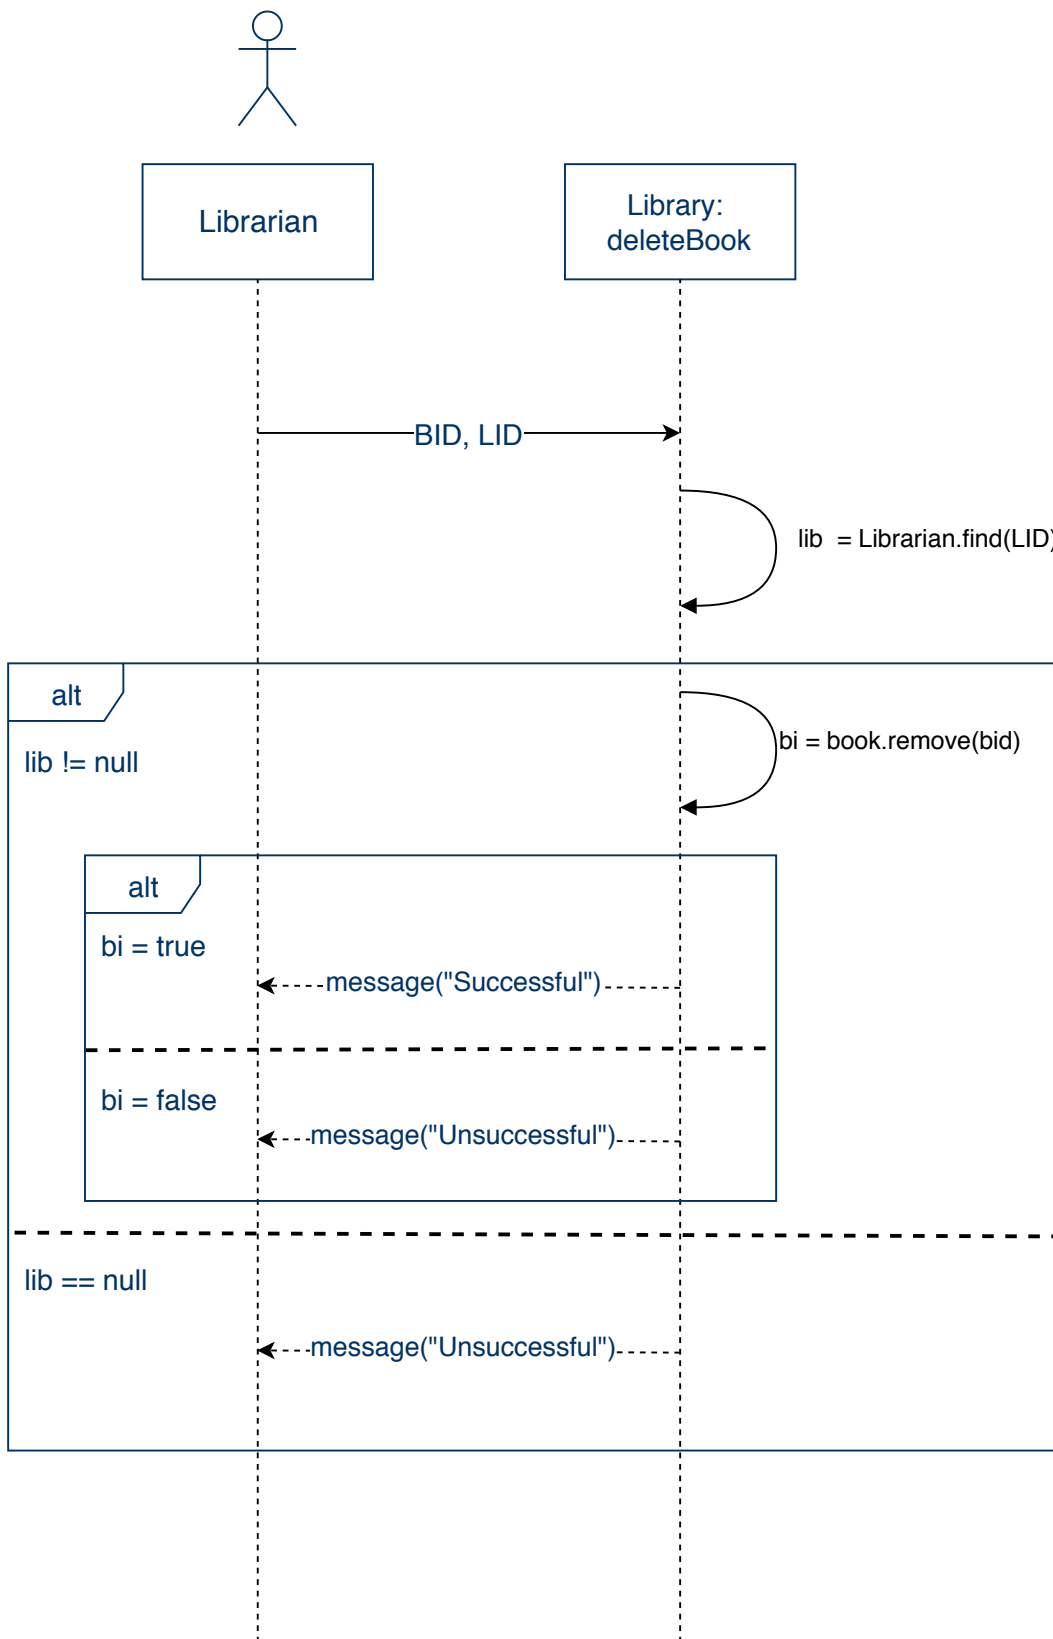 Librarian
Library:
deleteBook
BID, LID
lib  = Librarian.find(LID)
alt
lib != null
bi = book.remove(bid)
alt
bi = true
message("Successful")
bi = false
message("Unsuccessful")
lib == null
message("Unsuccessful")